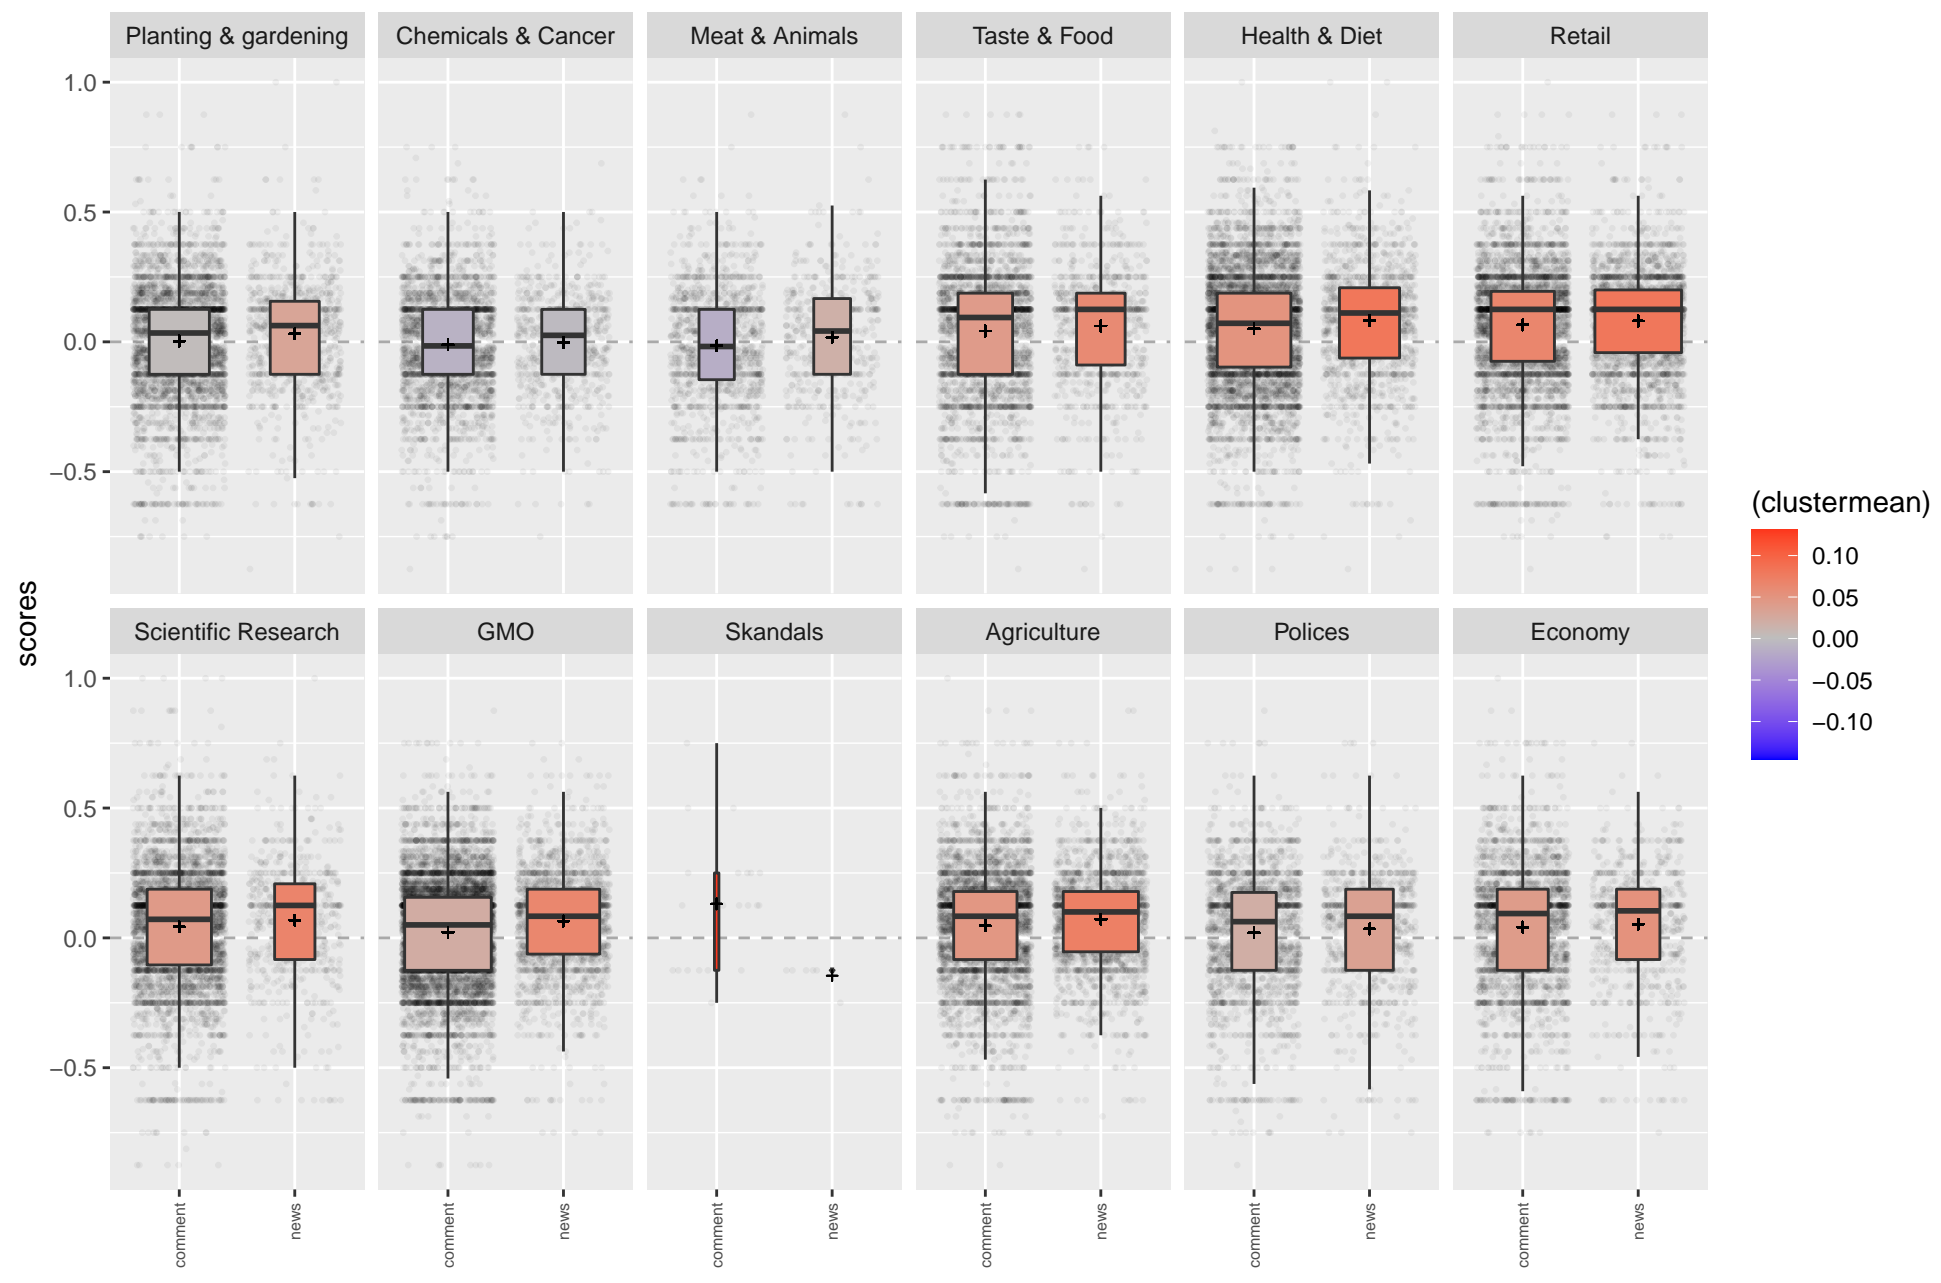 Planting & gardening
Chemicals & Cancer
Meat & Animals
Taste & Food
Health & Diet
Retail
1.0
0.5
0.0
−0.5
scores
Scientific Research
GMO
Skandals
Agriculture
Polices
Economy
1.0
0.5
0.0
−0.5
comment
news
comment
news
comment
news
comment
news
comment
news
comment
news
(clustermean)
0.10
0.05
0.00
−0.05
−0.10